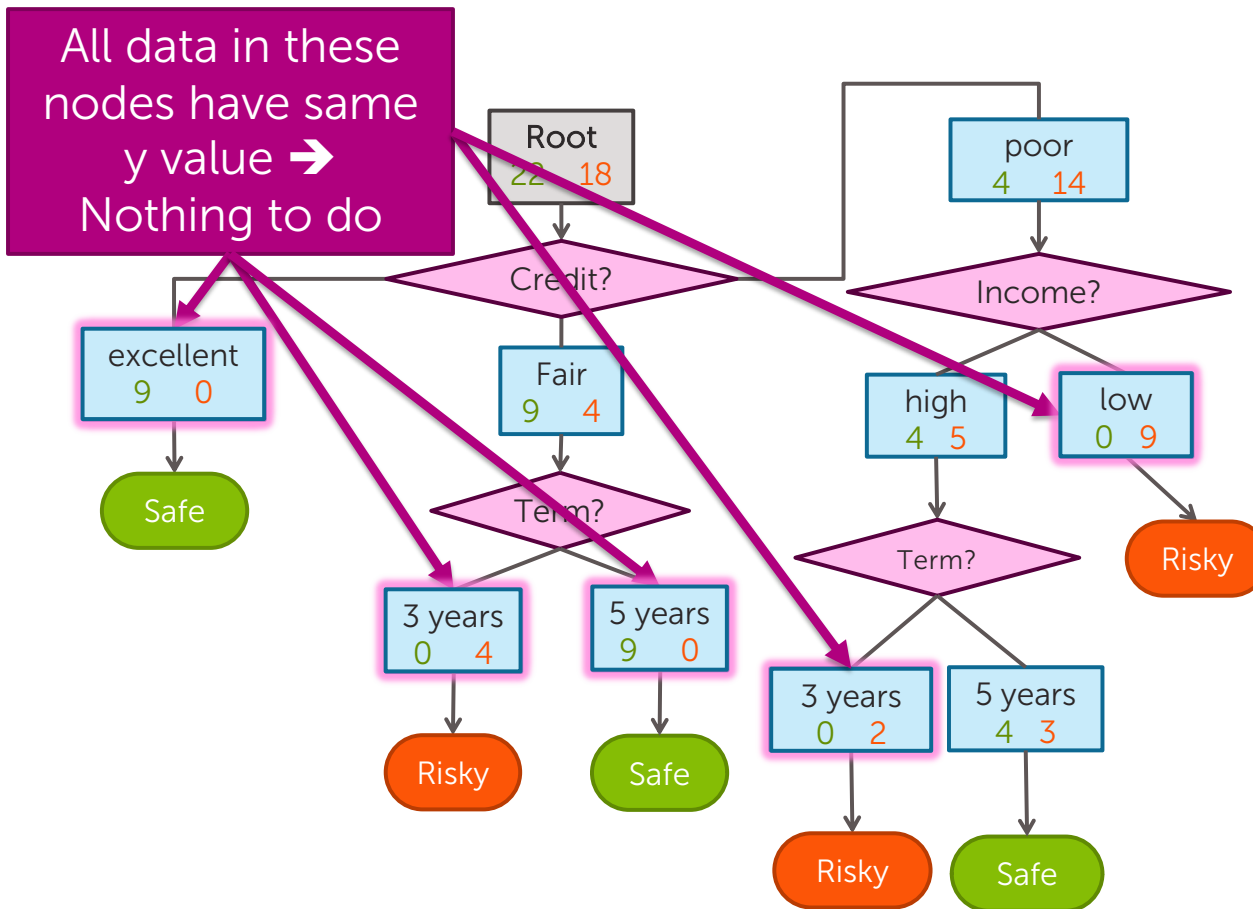 All data in these
nodes have same
y value ➔
Nothing to do
Root
22 18
poor
4 14
Credit?
Income?
excellent
9 0
Fair
9 4
high
4 5
low
0 9
Safe
Term?
Term?
Risky
3 years
0 4
5 years
9 0
3 years
0 2
5 years
4 3
Risky
Safe
Risky
Safe